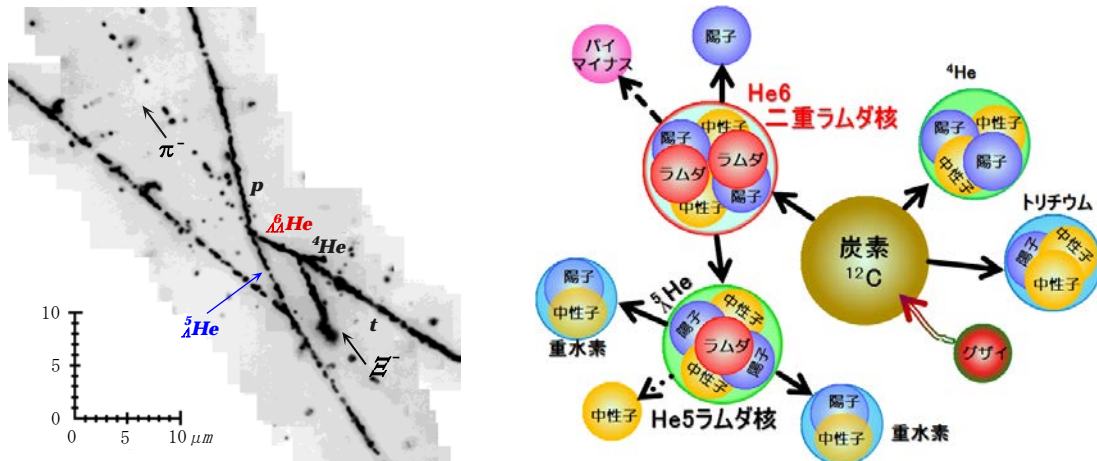 π⁻
p
ΛΛ⁶He
⁴He
Λ⁵He
t
Ξ⁻
10
5
0
0
5
10 μm
パイ
マイナス
陽子
He6
二重ラムダ核
陽子
中性子
ラムダ
ラムダ
中性子
陽子
⁴He
陽子
中性子
中性子
陽子
トリチウム
陽子
中性子
中性子
炭素
¹²C
グザイ
陽子
中性子
重水素
Λ⁵He
中性子
陽子
ラムダ
中性子
陽子
中性子
He5ラムダ核
陽子
中性子
重水素